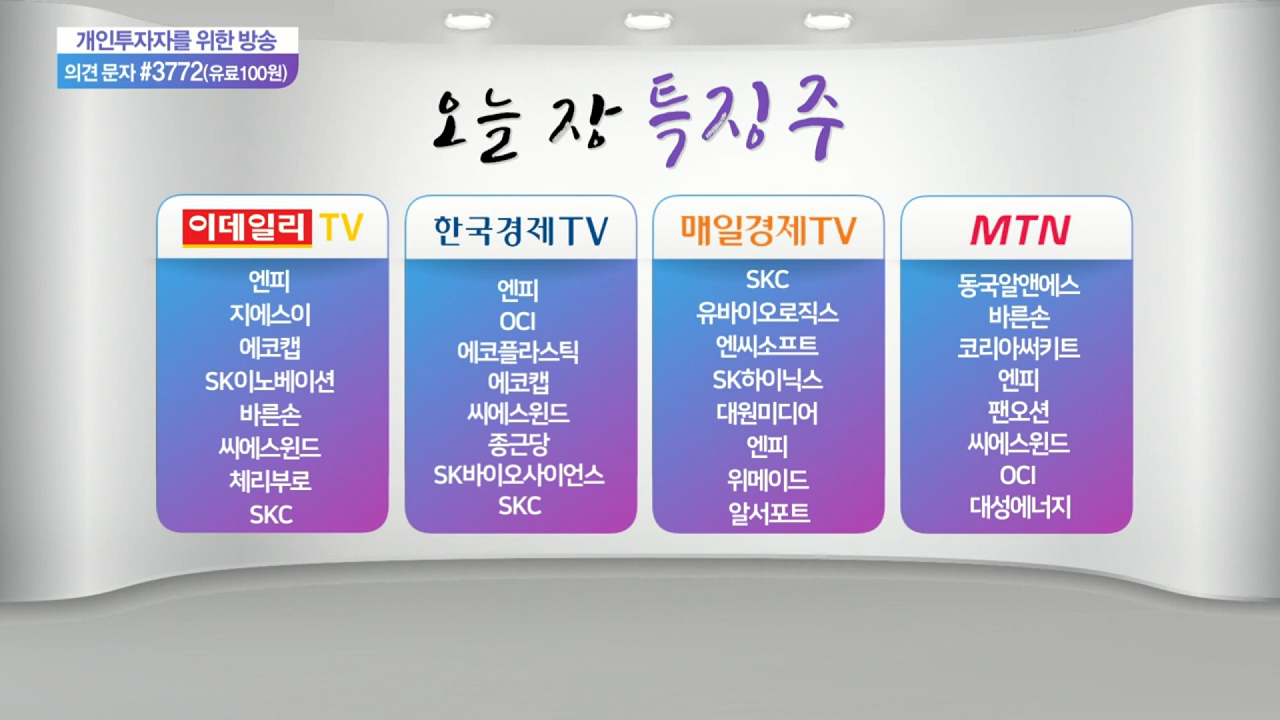 개인투자자를 위한 방송
의견 문자 #3772(유료100원)
오늘 장 특징주
이데일리 TV
엔피
지에스이
에코캡
SK이노베이션
바른손
씨에스윈드
체리부로
SKC
한국경제TV
엔피
OCI
에코플라스틱
에코캡
씨에스윈드
종근당
SK바이오사이언스
SKC
매일경제TV
SKC
유바이오로직스
엔씨소프트
SK하이닉스
대원미디어
엔피
위메이드
알서포트
MTN
동국알앤에스
바른손
코리아써키트
엔피
팬오션
씨에스윈드
OCI
대성에너지